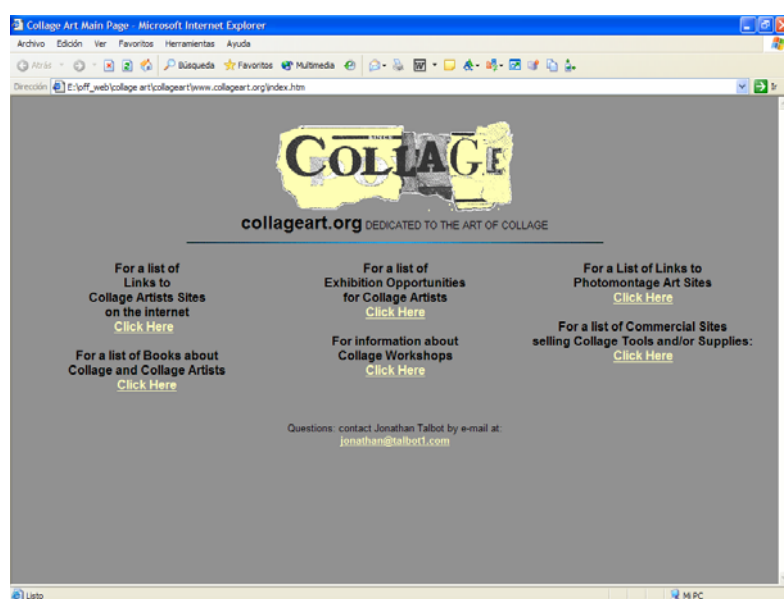 Collage Art Main Page - Microsoft Internet Explorer
Archivo Edición Ver Favoritos Herramientas Ayuda
Atrás Búsqueda Favoritos Multimedia
Dirección E:\off_web\collage art\collageart\www.collageart.org\index.htm Ir
SINCE
COLLAGE
collageart.org DEDICATED TO THE ART OF COLLAGE
For a list of
Links to
Collage Artists Sites
on the internet
Click Here
For a list of Books about
Collage and Collage Artists
Click Here
For a list of
Exhibition Opportunities
for Collage Artists
Click Here
For information about
Collage Workshops
Click Here
For a List of Links to
Photomontage Art Sites
Click Here
For a list of Commercial Sites
selling Collage Tools and/or Supplies:
Click Here
Questions: contact Jonathan Talbot by e-mail at:
jonathan@talbot1.com
Listo Mi PC